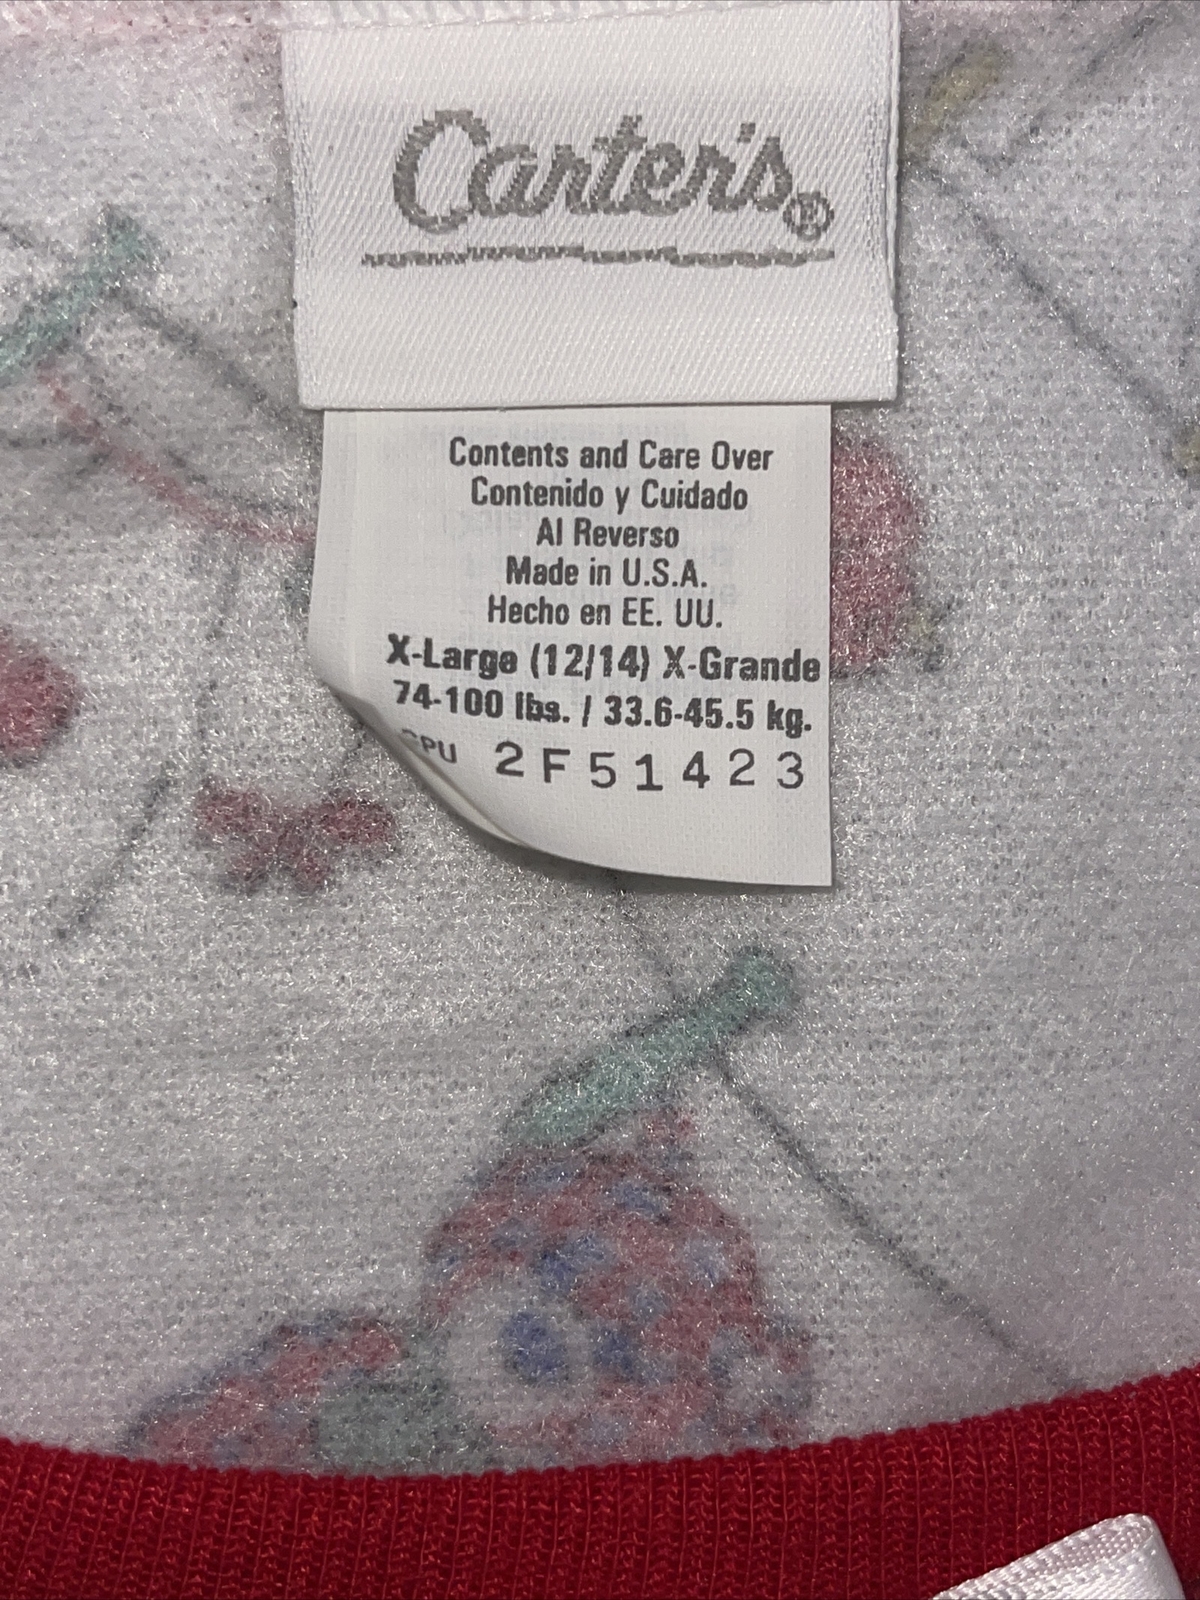 Carter's®
Contents and Care Over
Contenido y Cuidado
Al Reverso
Made in U.S.A.
Hecho en EE. UU.
X-Large (12/14) X-Grande
74-100 lbs. / 33.6-45.5 kg.
2F51423